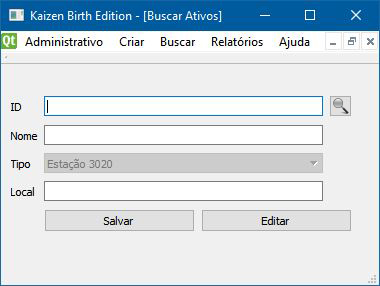 Kaizen Birth Edition - [Buscar Ativos]
Qt Administrativo Criar Buscar Relatórios Ajuda
ID
Nome
Tipo Estação 3020
Local
Salvar Editar